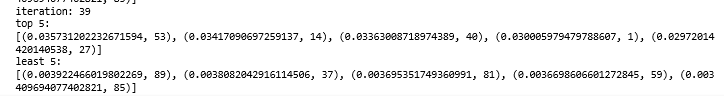 iteration: 39
top 5:
[(0.035731202232671594, 53), (0.03417090697259137, 14), (0.03363008718974389, 40), (0.030005979479788607, 1), (0.02972014
420140538, 27)]
least 5:
[(0.003922466019802269, 89), (0.0038082042916114506, 37), (0.003695351749360991, 81), (0.0036698606601272845, 59), (0.003
409694077402821, 85)]